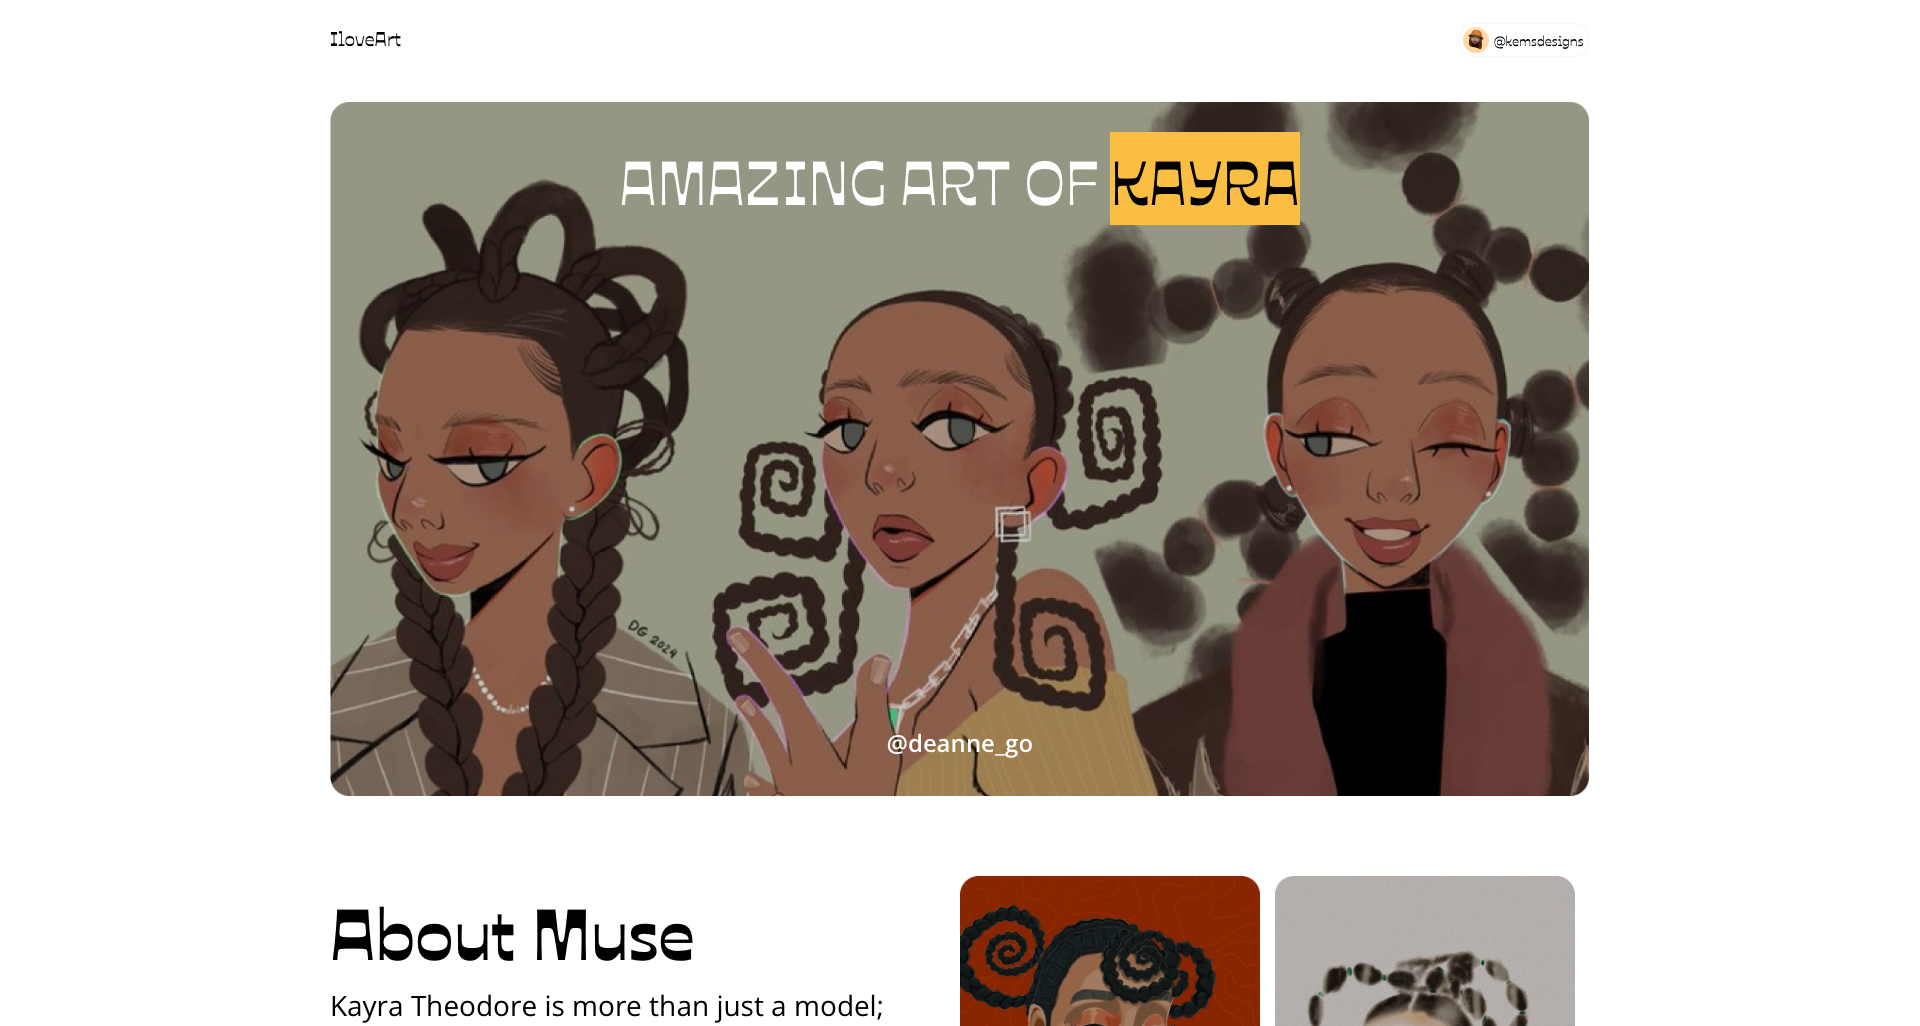 IloveArt
@kemsdesigns
AMAZING ART OF KAYRA
DG 2024
@deanne_go
About Muse
Kayra Theodore is more than just a model;